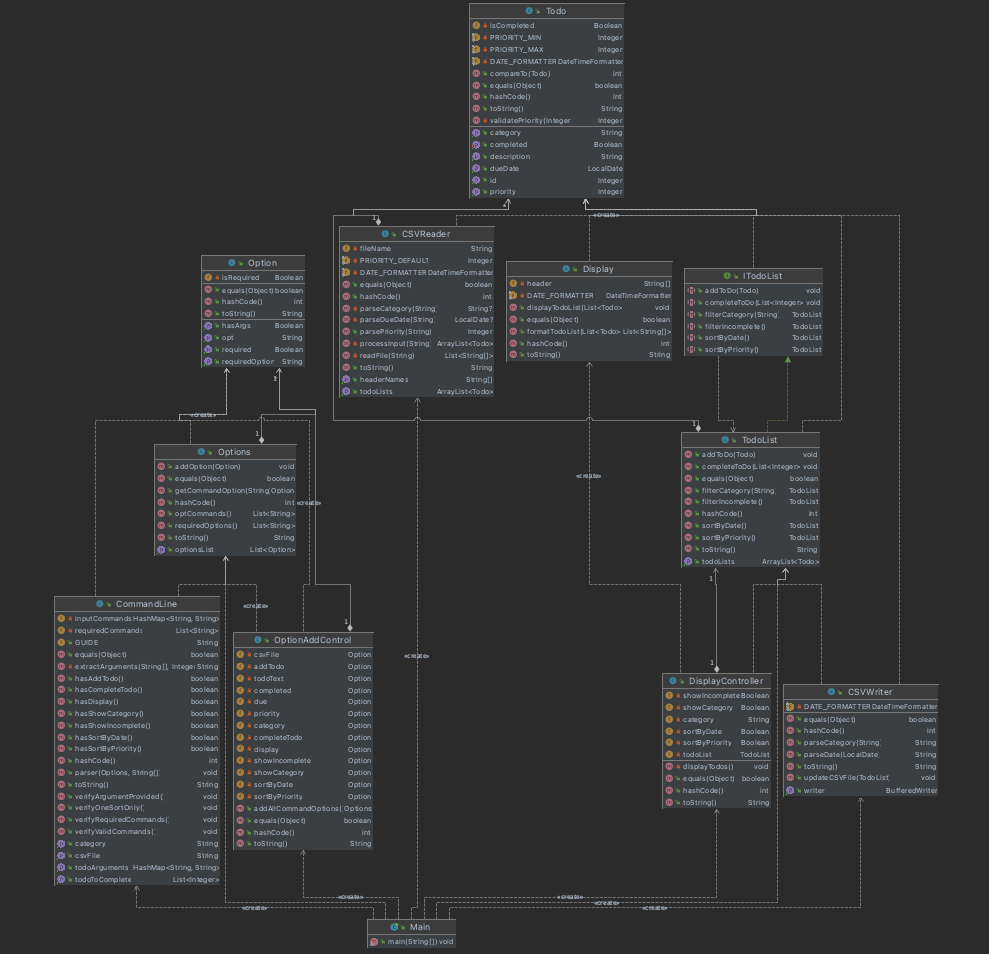 Todo
isCompleted Boolean
PRIORITY_MIN Integer
PRIORITY_MAX Integer
DATE_FORMATTER DateTimeFormatter
compareTo(Todo) int
equals(Object) boolean
hashCode() int
toString() String
validatePriority(Integer Integer
category String
completed Boolean
description String
dueDate LocalDate
id Integer
priority Integer
«create»
1
CSVReader
fileName String
PRIORITY_DEFAULT Integer
DATE_FORMATTER DateTimeFormatter
equals(Object) boolean
hashCode() int
parseCategory(String) String?
parseDueDate(String) LocalDate?
parsePriority(String) Integer
processInput(String) ArrayList<Todo>
readFile(String) List<String[]>
toString() String
headerNames String[]
todoLists ArrayList<Todo>
Option
isRequired Boolean
equals(Object) boolean
hashCode() int
toString() String
hasArgs Boolean
opt String
required Boolean
requiredOption String
Display
header String[]
DATE_FORMATTER DateTimeFormatter
displayTodoList(List<Todo>) void
equals(Object) boolean
formatTodoList(List<Todo>) List<String[]>
hashCode() int
toString() String
ITodoList
addToDo(Todo) void
completeToDo(List<Integer>) void
filterCategory(String) TodoList
filterIncomplete() TodoList
sortByDate() TodoList
sortByPriority() TodoList
«create»
1
1
Options
addOption(Option) void
equals(Object) boolean
getCommandOption(String) Option
hashCode() int
optCommands() List<String>
requiredOptions() List<String>
toString() String
optionsList List<Option>
«create»
TodoList
addToDo(Todo) void
completeToDo(List<Integer>) void
equals(Object) boolean
filterCategory(String) TodoList
filterIncomplete() TodoList
hashCode() int
sortByDate() TodoList
sortByPriority() TodoList
toString() String
todoLists ArrayList<Todo>
«create»
1
«create»
1
CommandLine
inputCommands HashMap<String, String>
requiredCommands List<String>
GUIDE String
equals(Object) boolean
extractArguments(String[], Integer String
hasAddTodo() boolean
hasCompleteTodo() boolean
hasDisplay() boolean
hasShowCategory() boolean
hasShowIncomplete() boolean
hasSortByDate() boolean
hasSortByPriority() boolean
hashCode() int
parser(Options, String[]) void
toString() String
verifyArgumentProvided( void
verifyOneSortOnly( void
verifyRequiredCommands( void
verifyValidCommands( void
category String
csvFile String
todoArguments HashMap<String, String>
todoToComplete List<Integer>
OptionAddControl
csvFile Option
addTodo Option
todoText Option
completed Option
due Option
priority Option
category Option
completeTodo Option
display Option
showIncomplete Option
showCategory Option
sortByDate Option
sortByPriority Option
addAllCommandOptions() Options
equals(Object) boolean
hashCode() int
toString() String
«create»
1
DisplayController
showIncomplete Boolean
showCategory Boolean
category String
sortByDate Boolean
sortByPriority Boolean
todoList TodoList
displayTodos() void
equals(Object) boolean
hashCode() int
toString() String
CSVWriter
DATE_FORMATTER DateTimeFormatter
equals(Object) boolean
hashCode() int
parseCategory(String) String
parseDate(LocalDate) String
toString() String
updateCSVFile(TodoList) void
writer BufferedWriter
«create»
«create»
«create»
«create»
«create»
Main
main(String[]) void